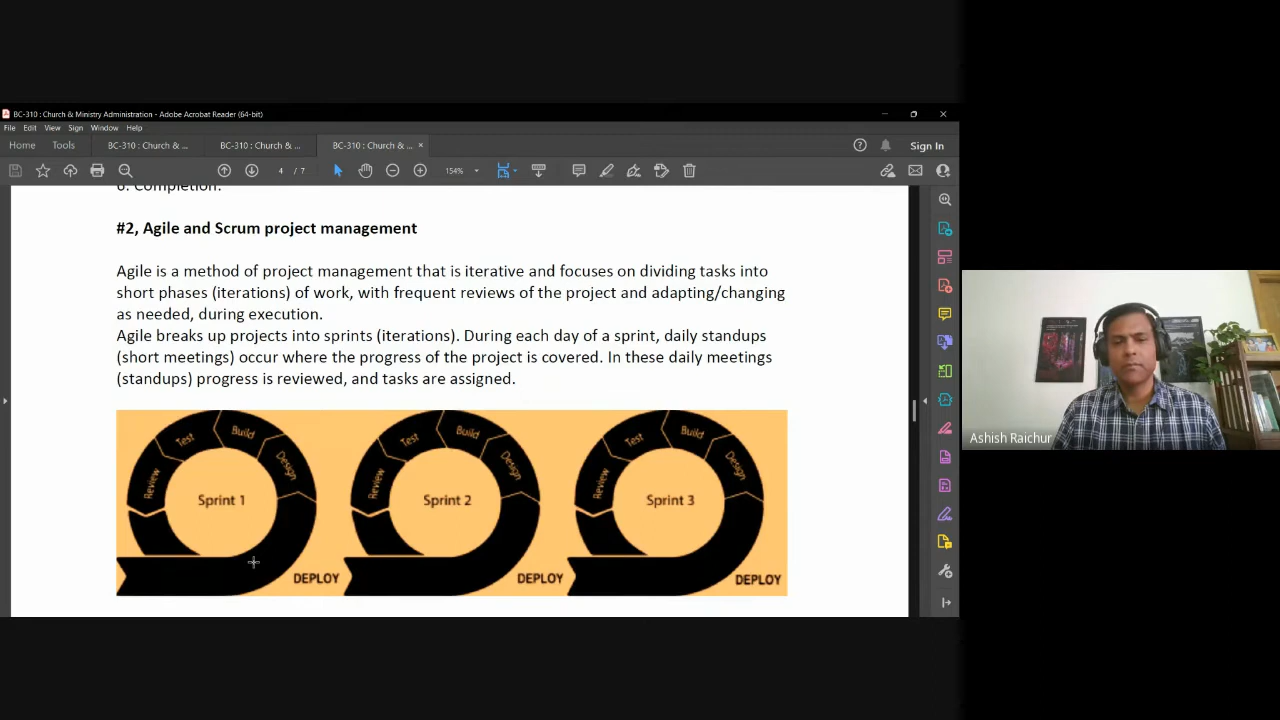 BC-310 : Church & Ministry Administration - Adobe Acrobat Reader (64-bit)
File Edit View Sign Window Help
Home Tools BC-310 : Church & ... BC-310 : Church & ... BC-310 : Church & ... × Sign In
4 / 7 154%
6. Completion.
#2, Agile and Scrum project management
Agile is a method of project management that is iterative and focuses on dividing tasks into
short phases (iterations) of work, with frequent reviews of the project and adapting/changing
as needed, during execution.
Agile breaks up projects into sprints (iterations). During each day of a sprint, daily standups
(short meetings) occur where the progress of the project is covered. In these daily meetings
(standups) progress is reviewed, and tasks are assigned.
Review Test Build Design
Sprint 1
DEPLOY
Review Test Build Design
Sprint 2
DEPLOY
Review Test Build Design
Sprint 3
DEPLOY
Ashish Raichur